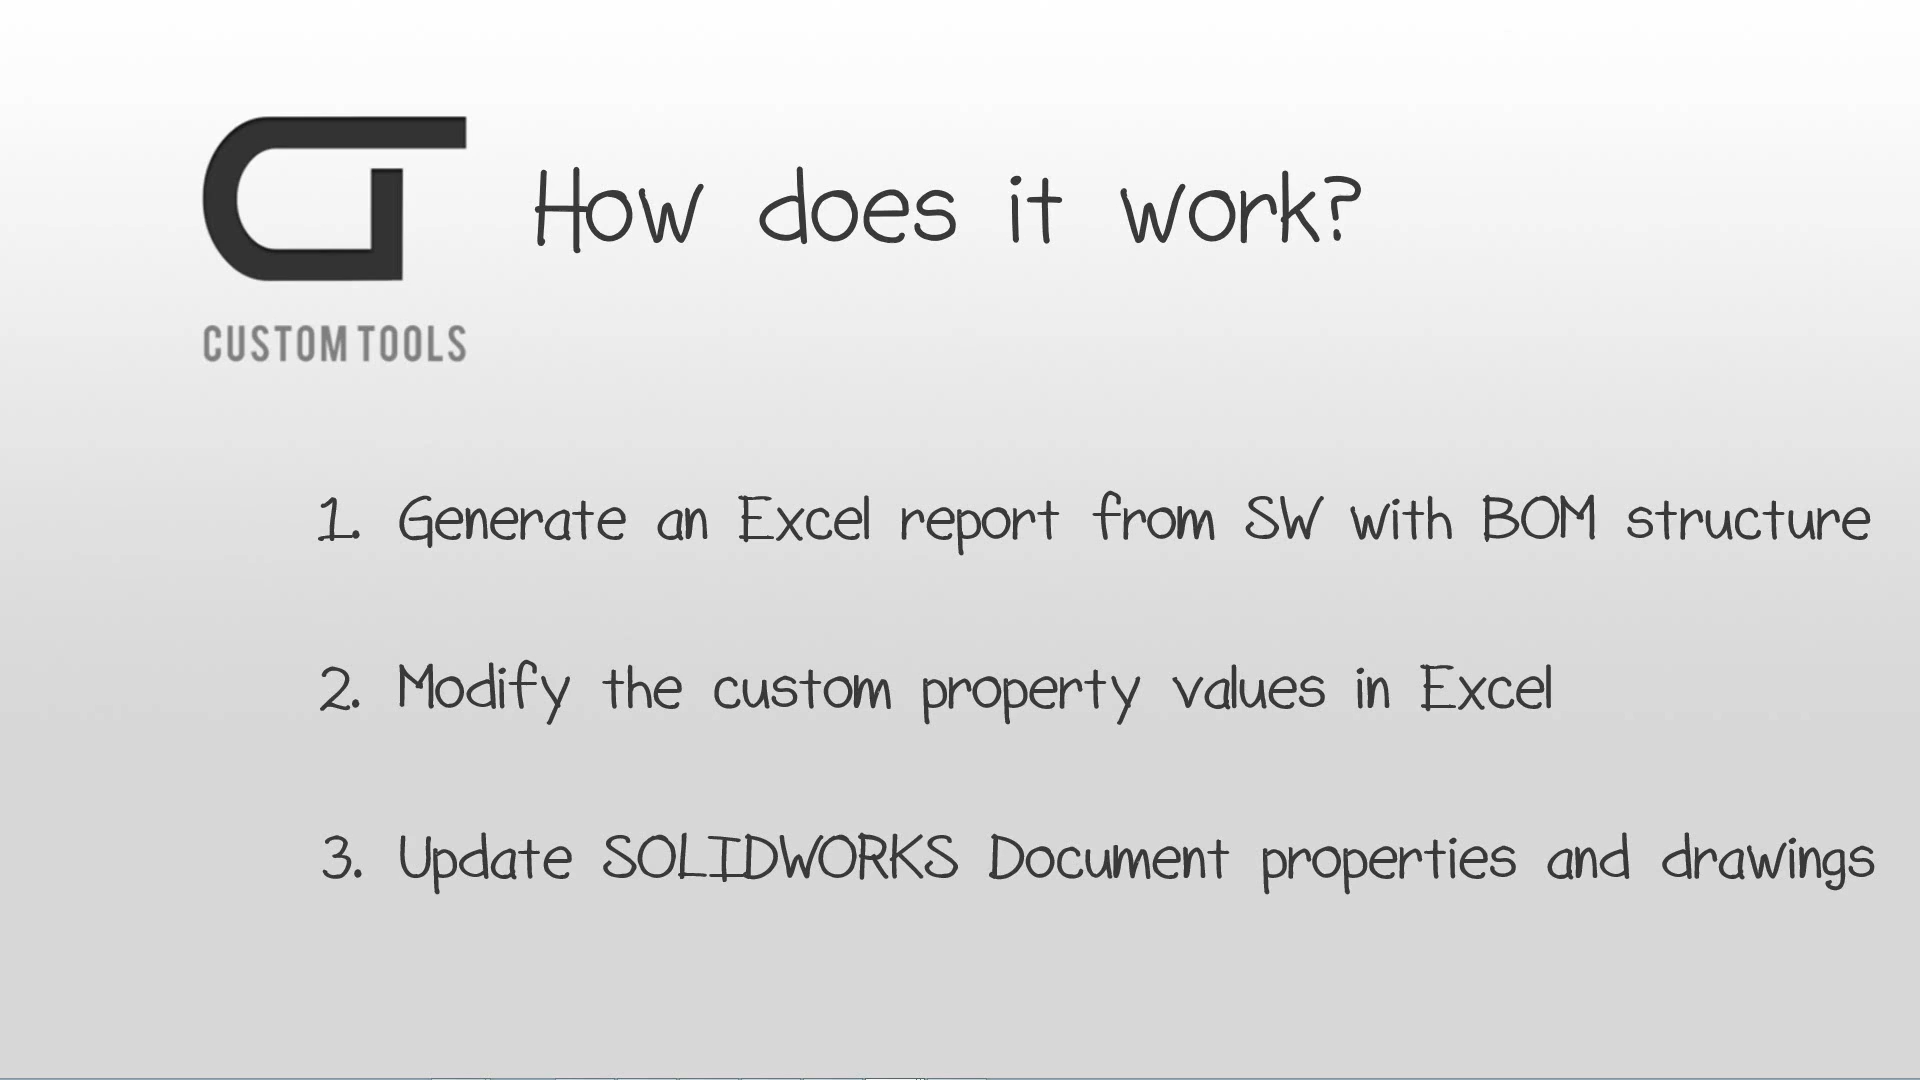 How does it work?
CUSTOM TOOLS
1. Generate an Excel report from SW with BOM structure
2. Modify the custom property values in Excel
3. Update SOLIDWORKS Document properties and drawings